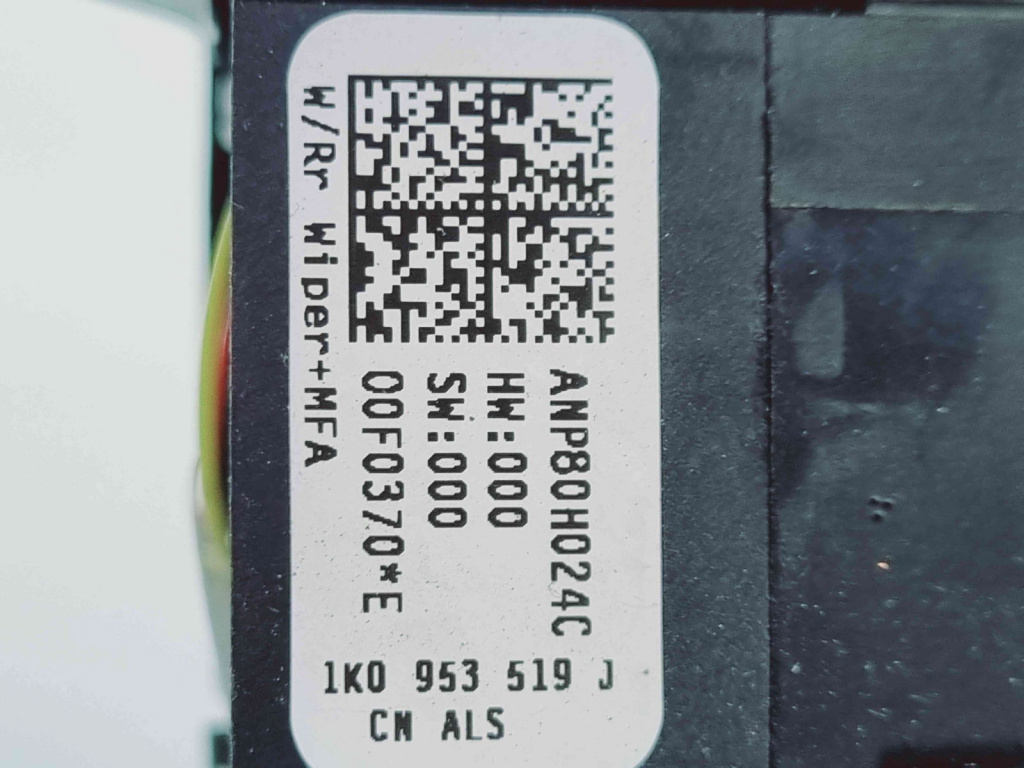 ANP80H024C
HW:000
SW:000
00F0370*E
W/Rr Wiper+MFA
1K0 953 519 J
CN ALS